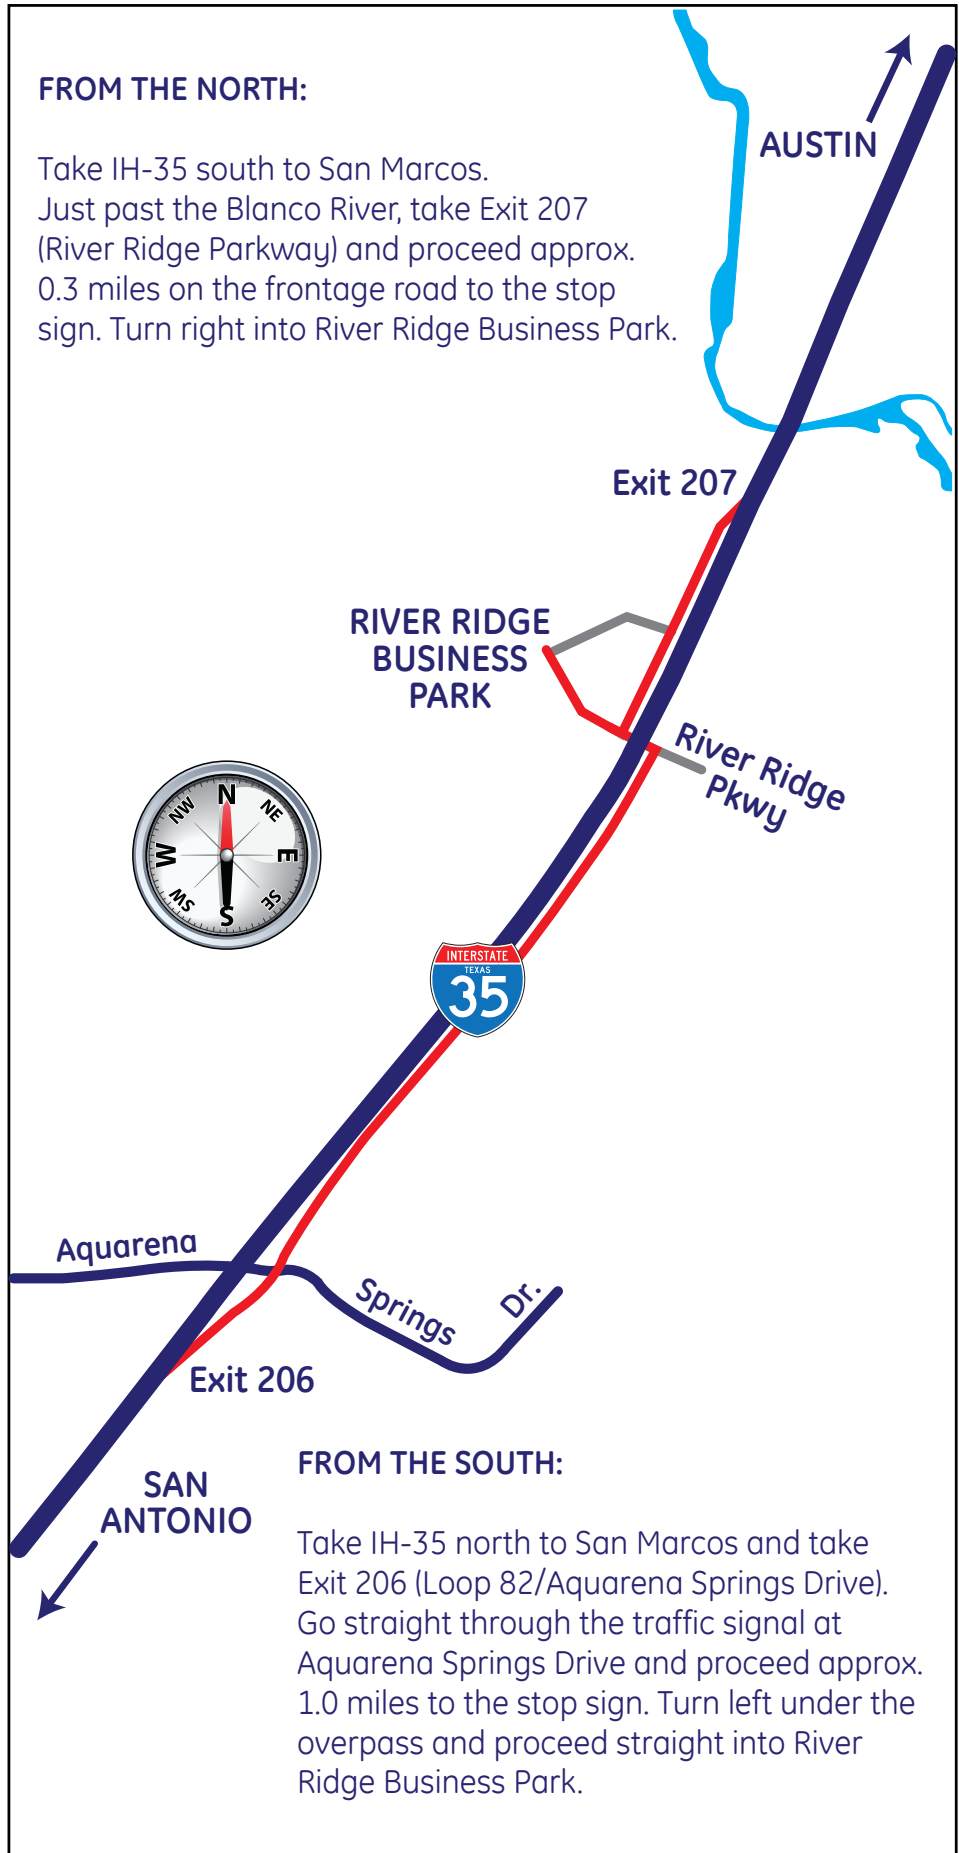 FROM THE NORTH:
Take IH-35 south to San Marcos.
Just past the Blanco River, take Exit 207
(River Ridge Parkway) and proceed approx.
0.3 miles on the frontage road to the stop
sign. Turn right into River Ridge Business Park.
AUSTIN
Exit 207
RIVER RIDGE
BUSINESS
PARK
River Ridge
Pkwy
N
NE
E
SE
S
SW
W
NW
INTERSTATE
TEXAS
35
Aquarena
Springs
Dr.
Exit 206
SAN
ANTONIO
FROM THE SOUTH:
Take IH-35 north to San Marcos and take
Exit 206 (Loop 82/Aquarena Springs Drive).
Go straight through the traffic signal at
Aquarena Springs Drive and proceed approx.
1.0 miles to the stop sign. Turn left under the
overpass and proceed straight into River
Ridge Business Park.